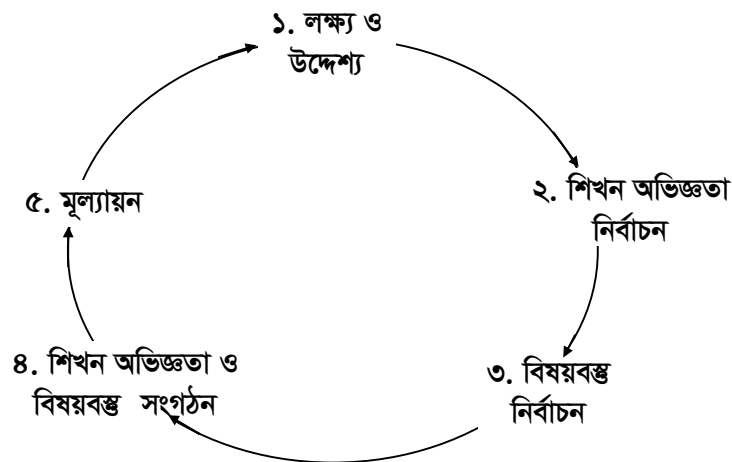 ১. লক্ষ্য ও
উদ্দেশ্য
২. শিখন অভিজ্ঞতা
নির্বাচন
৩. বিষয়বস্তু
নির্বাচন
৪. শিখন অভিজ্ঞতা ও
বিষয়বস্তু সংগঠন
৫. মূল্যায়ন